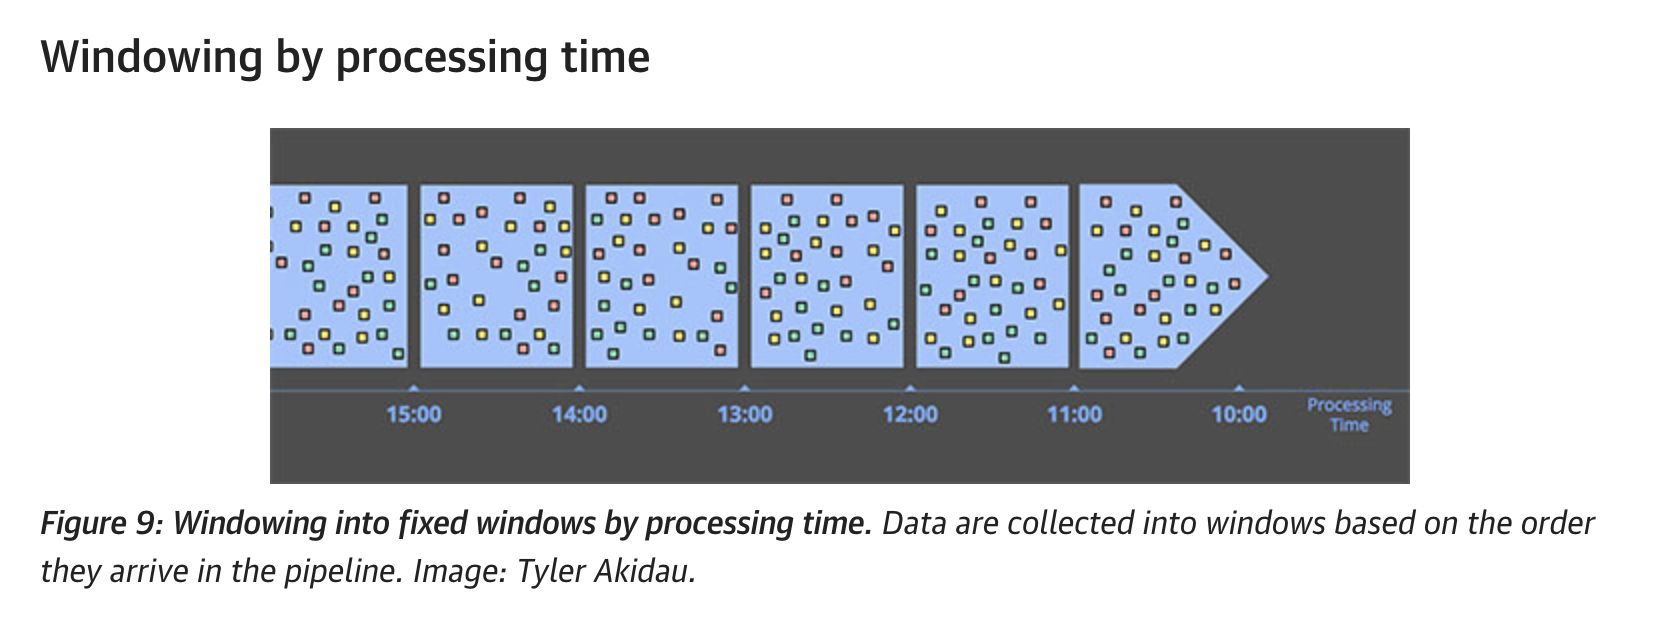 Windowing by processing time
15:00 14:00 13:00 12:00 11:00 10:00 Processing
Time
Figure 9: Windowing into fixed windows by processing time. Data are collected into windows based on the order
they arrive in the pipeline. Image: Tyler Akidau.